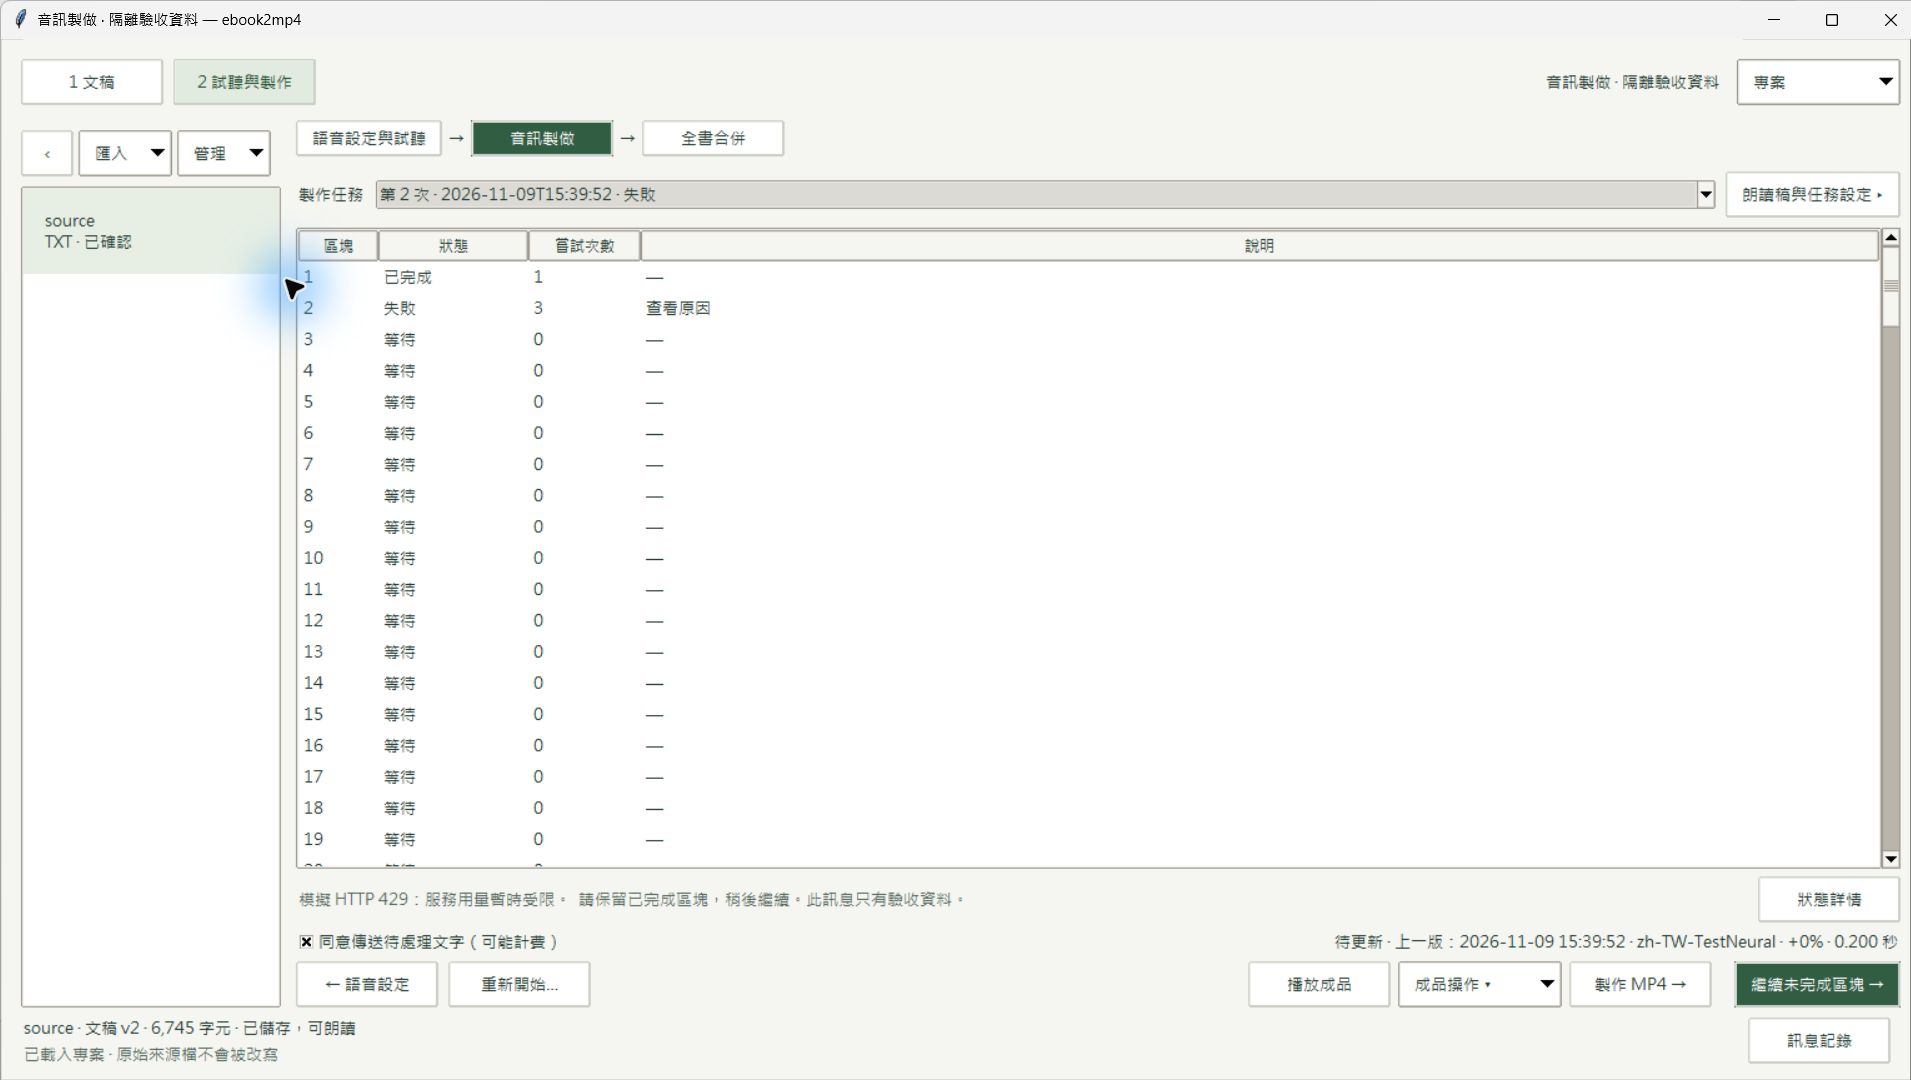 音訊製做 · 隔離驗收資料 — ebook2mp4
1 文稿
2 試聽與製作
音訊製做 · 隔離驗收資料
專案
‹
匯入
管理
語音設定與試聽
→
音訊製做
→
全書合併
source
TXT · 已確認
製作任務
第 2 次 · 2026-11-09T15:39:52 · 失敗
朗讀稿與任務設定 ▸
區塊 狀態 嘗試次數 說明
1 已完成 1 —
2 失敗 3 查看原因
3 等待 0 —
4 等待 0 —
5 等待 0 —
6 等待 0 —
7 等待 0 —
8 等待 0 —
9 等待 0 —
10 等待 0 —
11 等待 0 —
12 等待 0 —
13 等待 0 —
14 等待 0 —
15 等待 0 —
16 等待 0 —
17 等待 0 —
18 等待 0 —
19 等待 0 —
模擬 HTTP 429：服務用量暫時受限。 請保留已完成區塊，稍後繼續。此訊息只有驗收資料。
狀態詳情
同意傳送待處理文字（可能計費）
待更新 · 上一版：2026-11-09 15:39:52 · zh-TW-TestNeural · +0% · 0.200 秒
← 語音設定
重新開始...
播放成品
成品操作 ▾
製作 MP4 →
繼續未完成區塊 →
source · 文稿 v2 · 6,745 字元 · 已儲存，可朗讀
已載入專案 · 原始來源檔不會被改寫
訊息記錄